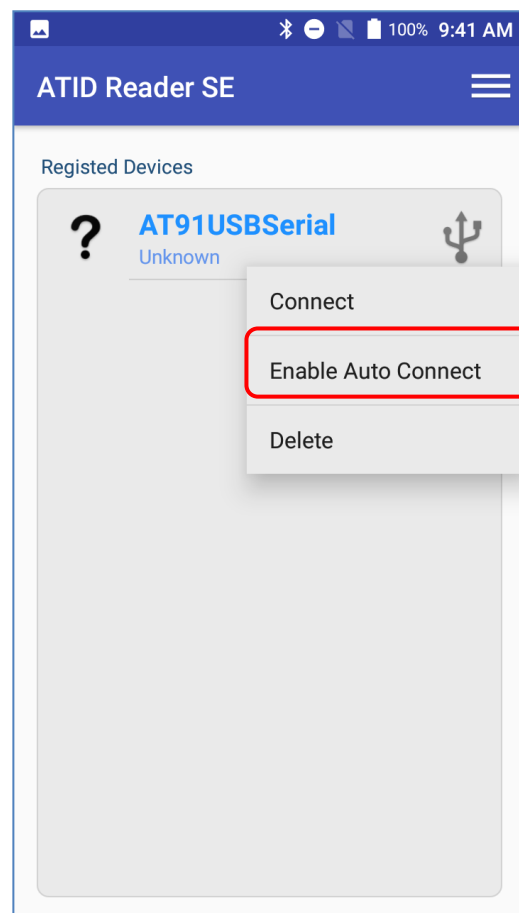 100% 9:41 AM
ATID Reader SE
Registed Devices
?
AT91USBSerial
Unknown
Connect
Enable Auto Connect
Delete